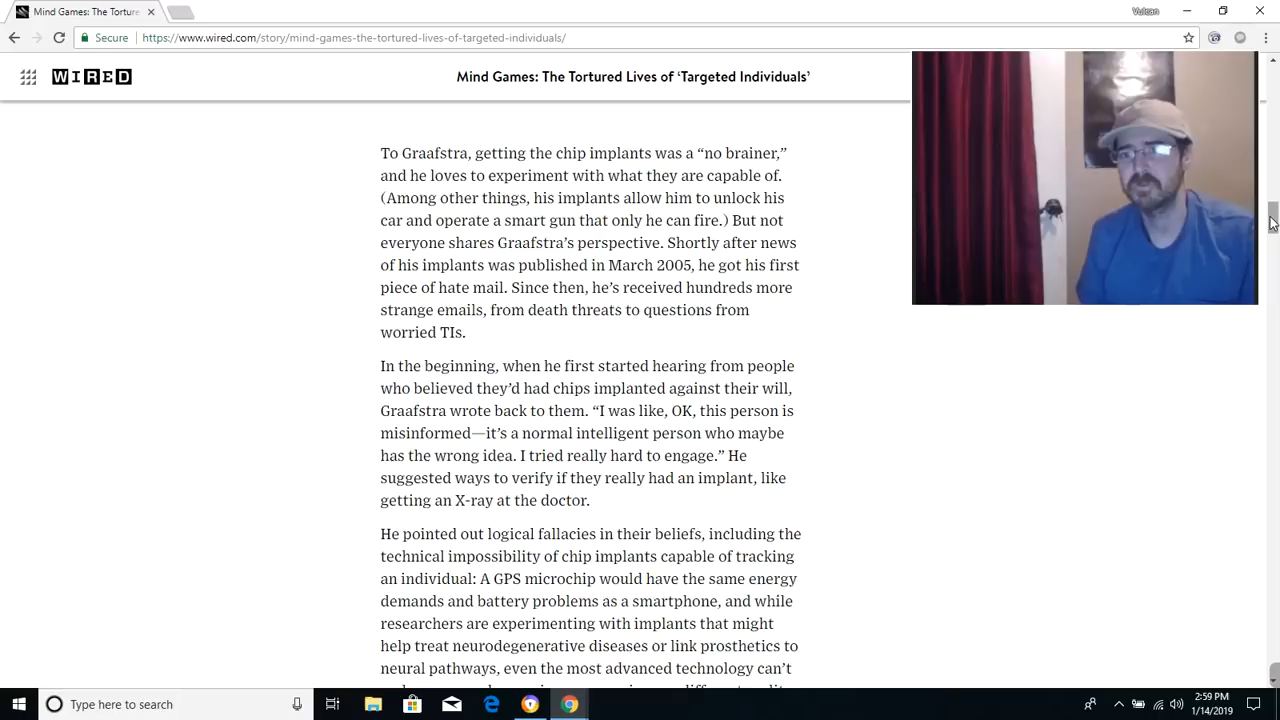 Mind Games: The Torture
Vulcan
Secure
https://www.wired.com/story/mind-games-the-tortured-lives-of-targeted-individuals/
WIRED
Mind Games: The Tortured Lives of ‘Targeted Individuals’
To Graafstra, getting the chip implants was a “no brainer,”
and he loves to experiment with what they are capable of.
(Among other things, his implants allow him to unlock his
car and operate a smart gun that only he can fire.) But not
everyone shares Graafstra’s perspective. Shortly after news
of his implants was published in March 2005, he got his first
piece of hate mail. Since then, he’s received hundreds more
strange emails, from death threats to questions from
worried TIs.
In the beginning, when he first started hearing from people
who believed they’d had chips implanted against their will,
Graafstra wrote back to them. “I was like, OK, this person is
misinformed—it’s a normal intelligent person who maybe
has the wrong idea. I tried really hard to engage.” He
suggested ways to verify if they really had an implant, like
getting an X-ray at the doctor.
He pointed out logical fallacies in their beliefs, including the
technical impossibility of chip implants capable of tracking
an individual: A GPS microchip would have the same energy
demands and battery problems as a smartphone, and while
researchers are experimenting with implants that might
help treat neurodegenerative diseases or link prosthetics to
neural pathways, even the most advanced technology can’t
Type here to search
2:59 PM
1/14/2019